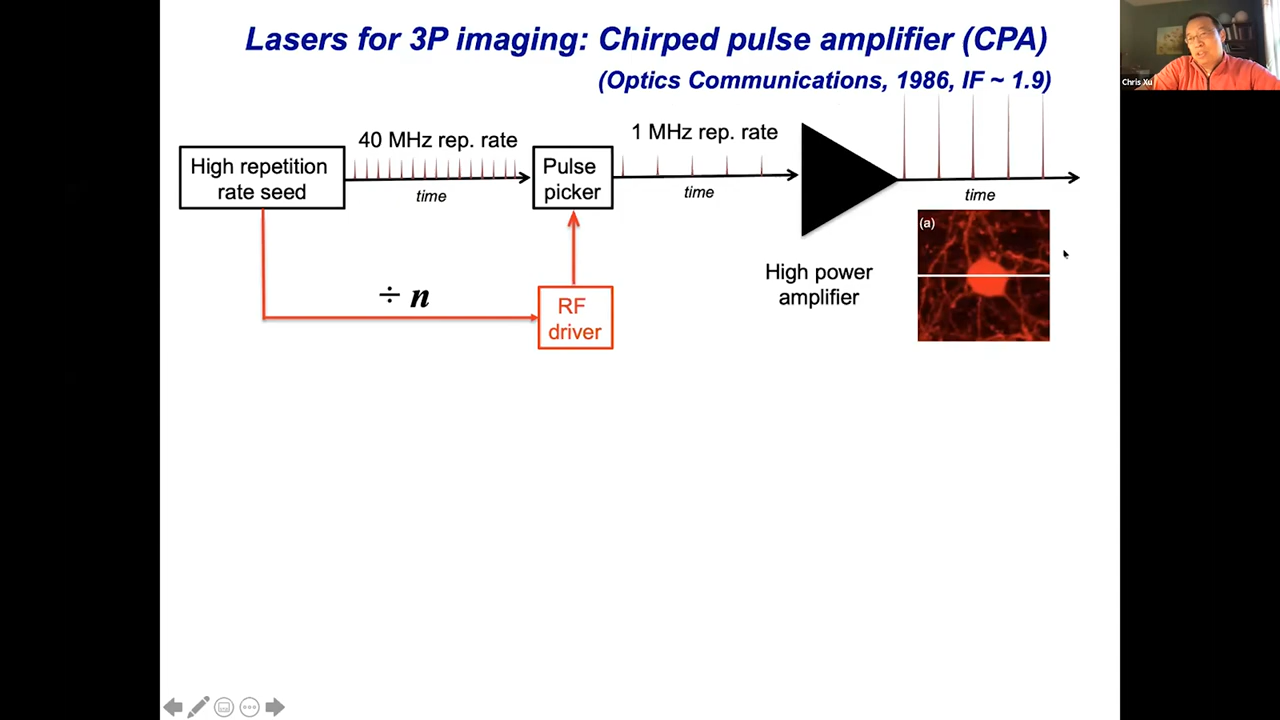 Lasers for 3P imaging: Chirped pulse amplifier (CPA)
(Optics Communications, 1986, IF ~ 1.9)
Chris Xu
High repetition
rate seed
40 MHz rep. rate
time
Pulse
picker
1 MHz rep. rate
time
time
High power
amplifier
(a)
÷ n
RF
driver